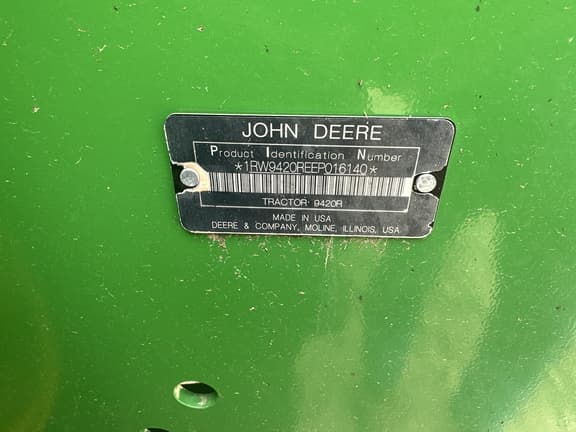 JOHN DEERE
Product Identification Number
*1RW9420REEP016140*
TRACTOR 9420R
MADE IN USA
DEERE & COMPANY, MOLINE, ILLINOIS, USA